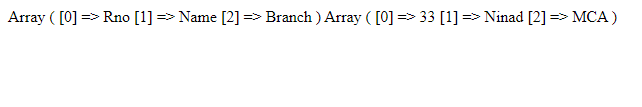 Array ( [0] => Rno [1] => Name [2] => Branch ) Array ( [0] => 33 [1] => Ninad [2] => MCA )